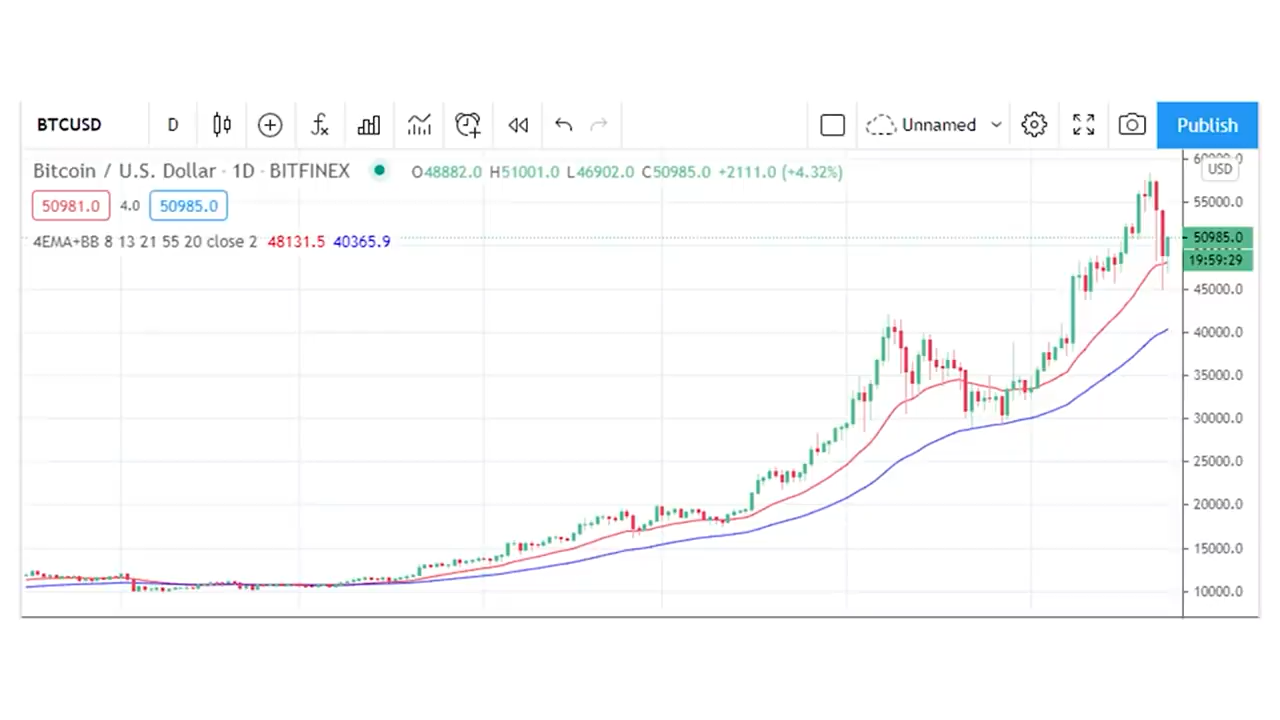 BTCUSD D Unnamed Publish
Bitcoin / U.S. Dollar · 1D · BITFINEX O48882.0 H51001.0 L46902.0 C50985.0 +2111.0 (+4.32%)
50981.0 4.0 50985.0
4EMA+BB 8 13 21 55 20 close 2 48131.5 40365.9
60000.0
USD
55000.0
50985.0
19:59:29
45000.0
40000.0
35000.0
30000.0
25000.0
20000.0
15000.0
10000.0